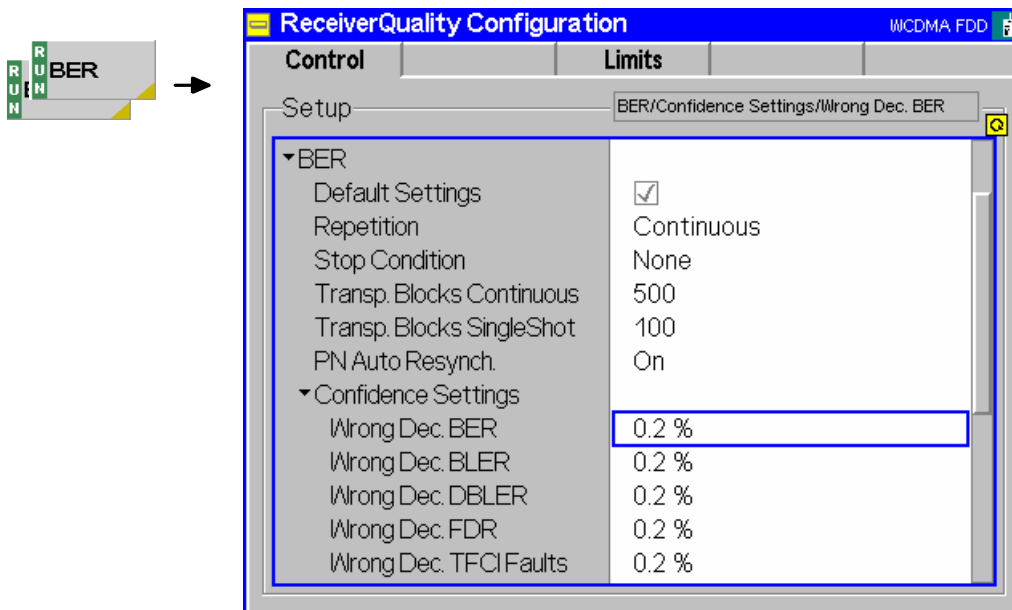 RUN
BER
RUN
ReceiverQuality Configuration WCDMA FDD
Control Limits
Setup BER/Confidence Settings/Wrong Dec. BER
BER
Default Settings
Repetition Continuous
Stop Condition None
Transp. Blocks Continuous 500
Transp. Blocks SingleShot 100
PN Auto Resynch. On
Confidence Settings
Wrong Dec. BER 0.2 %
Wrong Dec. BLER 0.2 %
Wrong Dec. DBLER 0.2 %
Wrong Dec. FDR 0.2 %
Wrong Dec. TFCI Faults 0.2 %